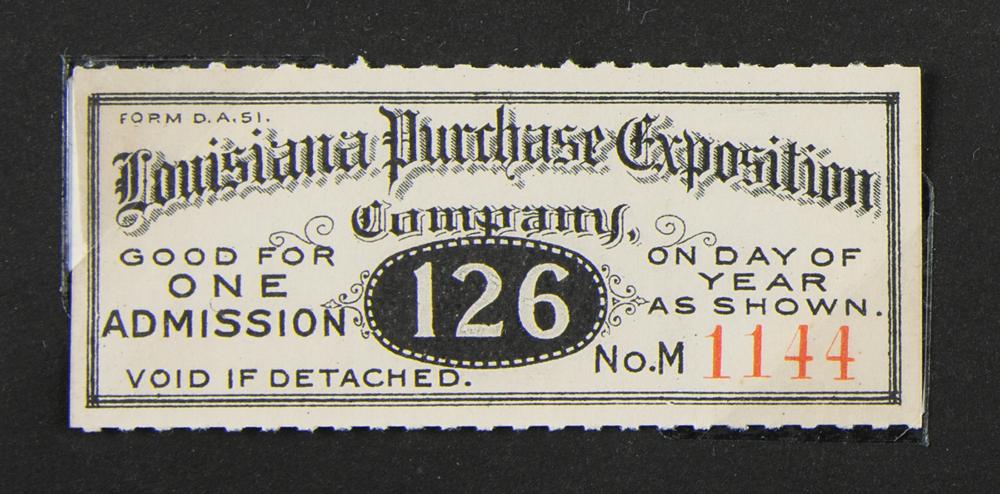 FORM D.A.51.
Louisiana Purchase Exposition
Company,
GOOD FOR
ONE
ADMISSION
126
ON DAY OF
YEAR
AS SHOWN.
No.M 1144
VOID IF DETACHED.